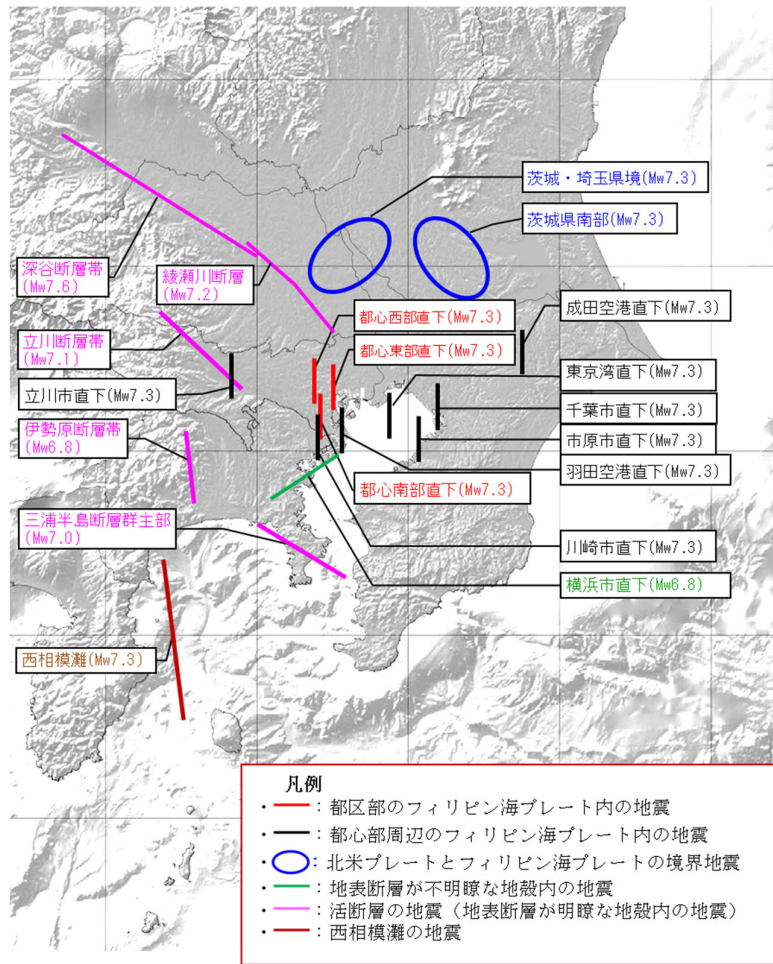 茨城・埼玉県境(Mw7.3)
茨城県南部(Mw7.3)
深谷断層帯
(Mw7.6)
綾瀬川断層
(Mw7.2)
成田空港直下(Mw7.3)
都心西部直下(Mw7.3)
立川断層帯
(Mw7.1)
都心東部直下(Mw7.3)
東京湾直下(Mw7.3)
立川市直下(Mw7.3)
千葉市直下(Mw7.3)
伊勢原断層帯
(Mw6.8)
市原市直下(Mw7.3)
羽田空港直下(Mw7.3)
都心南部直下(Mw7.3)
三浦半島断層群主部
(Mw7.0)
川崎市直下(Mw7.3)
横浜市直下(Mw6.8)
西相模灘(Mw7.3)
凡例
・ : 都区部のフィリピン海プレート内の地震
・ : 都心部周辺のフィリピン海プレート内の地震
・ : 北米プレートとフィリピン海プレートの境界地震
・ : 地表断層が不明瞭な地殻内の地震
・ : 活断層の地震（地表断層が明瞭な地殻内の地震）
・ : 西相模灘の地震